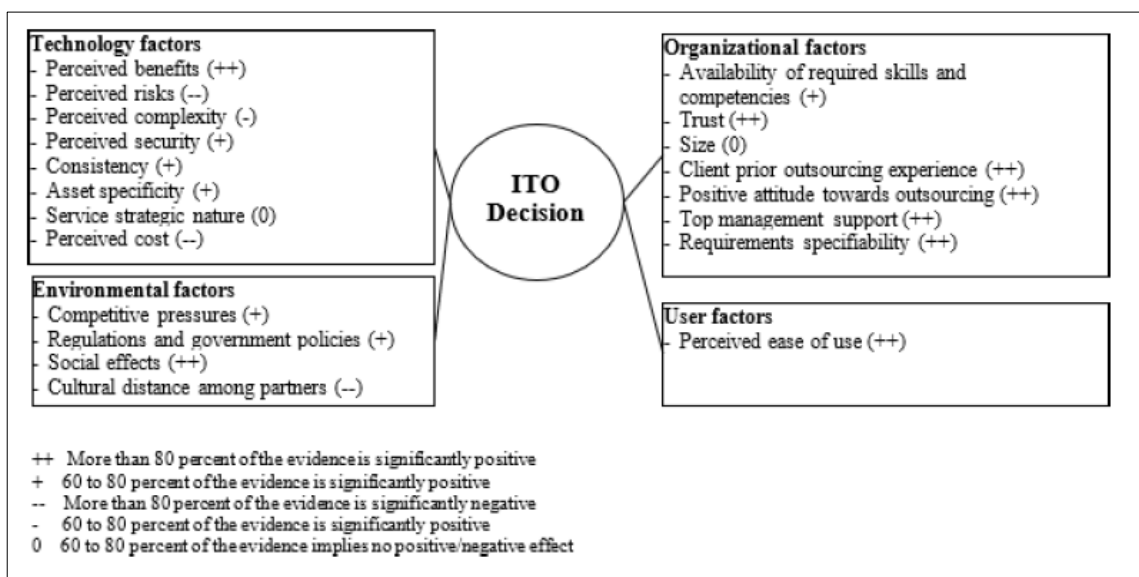 Technology factors
- Perceived benefits (++)
- Perceived risks (--)
- Perceived complexity (-)
- Perceived security (+)
- Consistency (+)
- Asset specificity (+)
- Service strategic nature (0)
- Perceived cost (--)
Environmental factors
- Competitive pressures (+)
- Regulations and government policies (+)
- Social effects (++)
- Cultural distance among partners (--)
ITO
Decision
Organizational factors
- Availability of required skills and
competencies (+)
- Trust (++)
- Size (0)
- Client prior outsourcing experience (++)
- Positive attitude towards outsourcing (++)
- Top management support (++)
- Requirements specifiability (++)
User factors
- Perceived ease of use (++)
++ More than 80 percent of the evidence is significantly positive
+ 60 to 80 percent of the evidence is significantly positive
-- More than 80 percent of the evidence is significantly negative
- 60 to 80 percent of the evidence is significantly positive
0 60 to 80 percent of the evidence implies no positive/negative effect